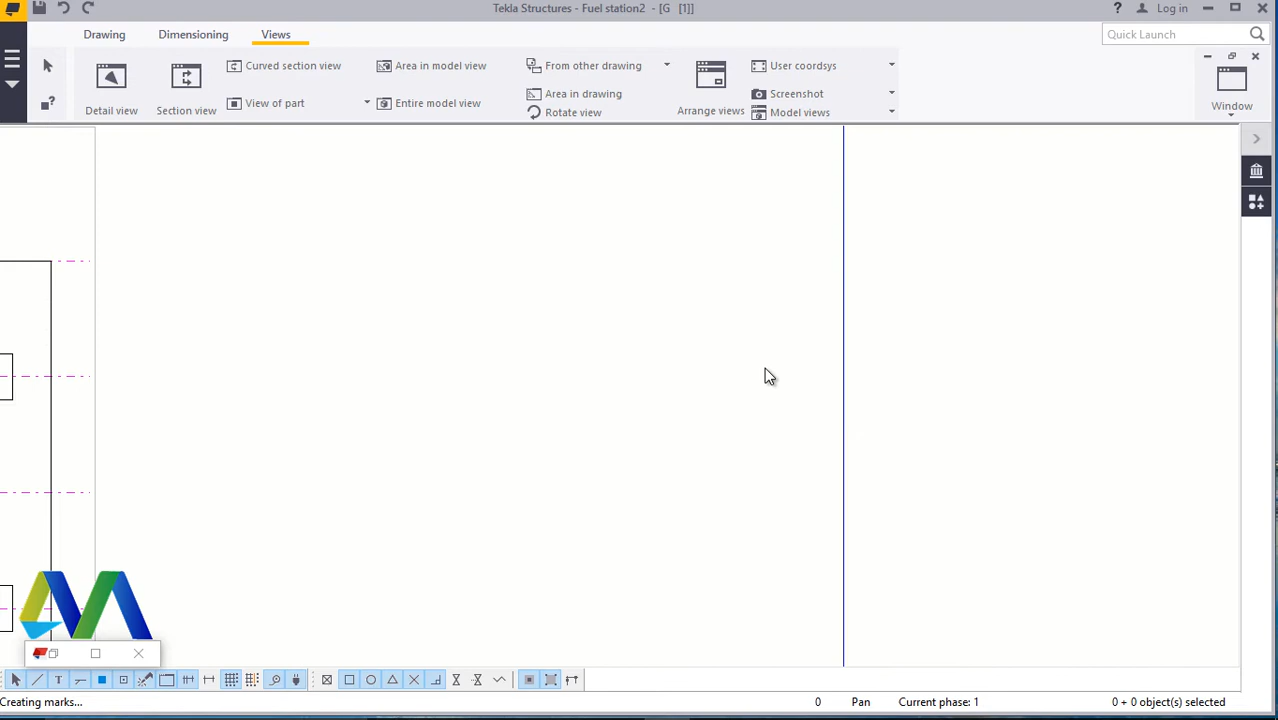 Tekla Structures - Fuel station2 - [G [1]]
Log in
Drawing
Dimensioning
Views
Quick Launch
Detail view
Section view
Curved section view
View of part
Area in model view
Entire model view
From other drawing
Area in drawing
Rotate view
Arrange views
User coordsys
Screenshot
Model views
Window
Creating marks...
0
Pan
Current phase: 1
0 + 0 object(s) selected